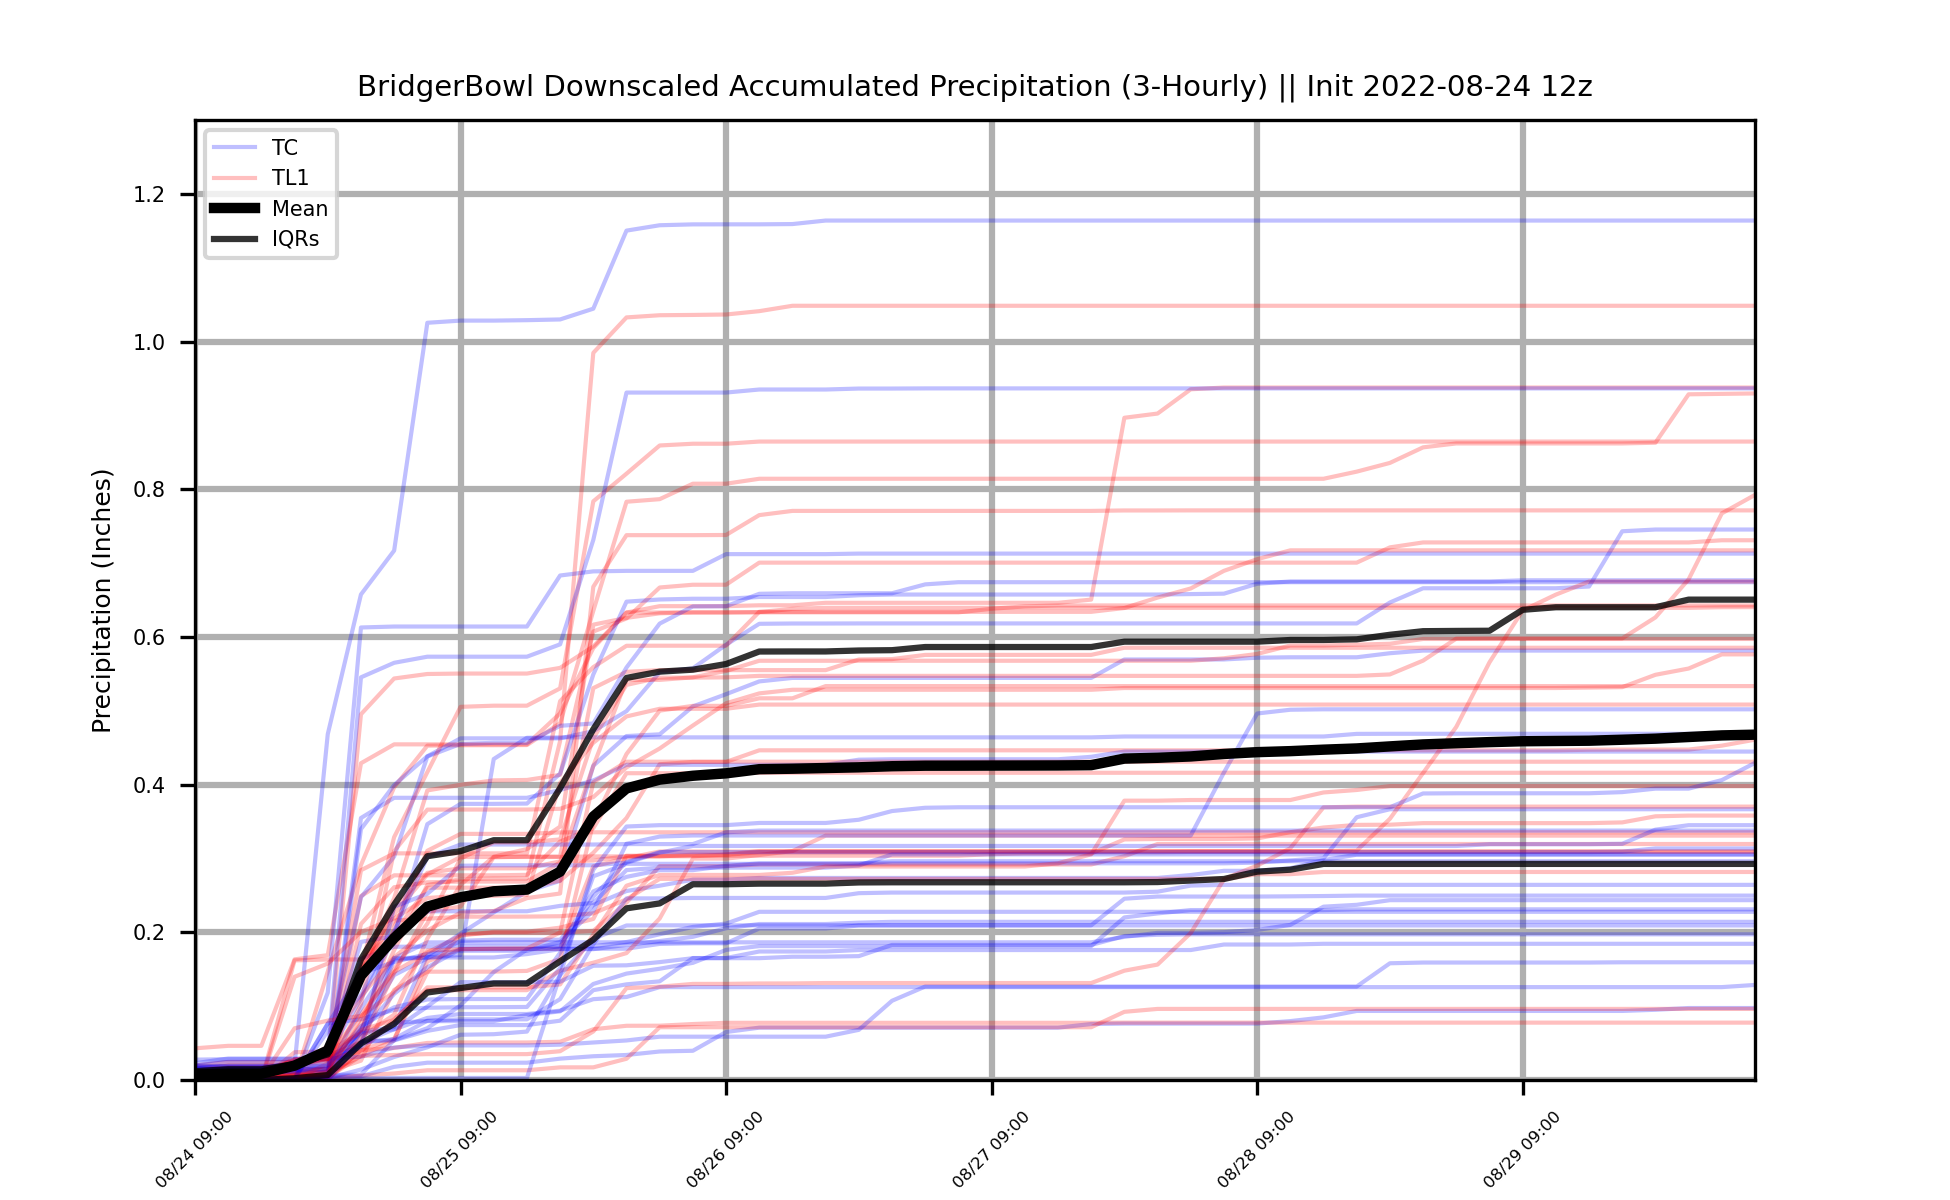 BridgerBowl Downscaled Accumulated Precipitation (3-Hourly) || Init 2022-08-24 12z
TC
TL1
Mean
IQRs
Precipitation (Inches)
1.2
1.0
0.8
0.6
0.4
0.2
0.0
08/24 09:00
08/25 09:00
08/26 09:00
08/27 09:00
08/28 09:00
08/29 09:00